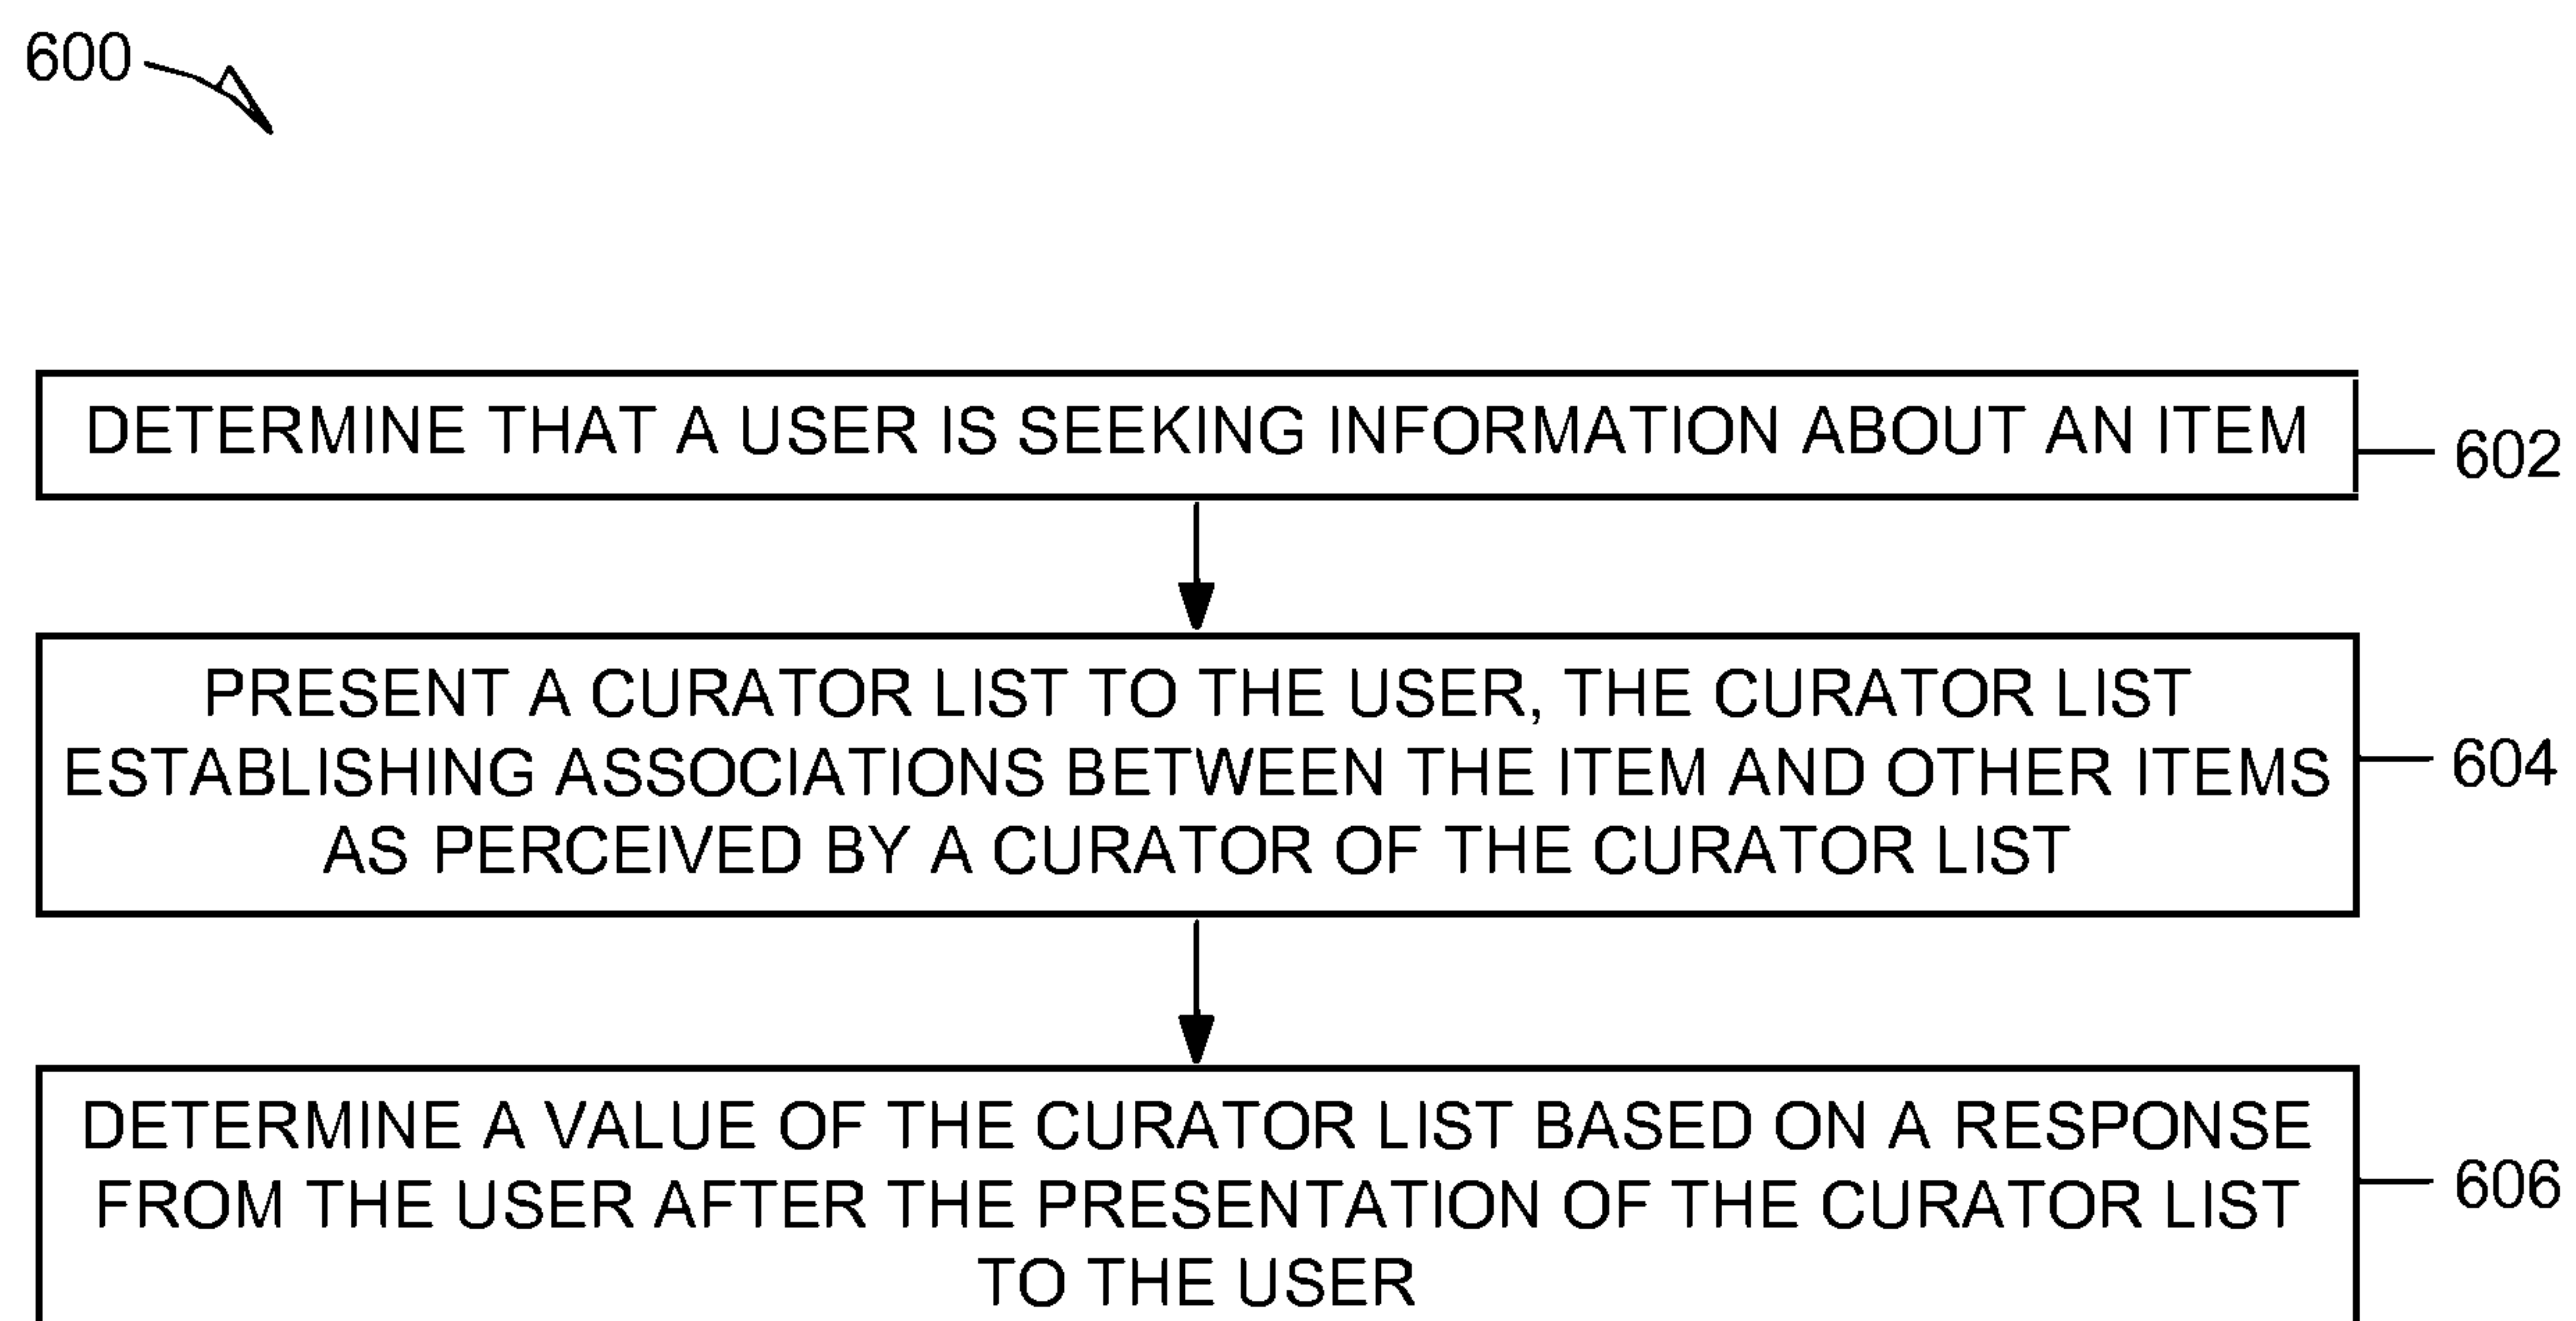 600
DETERMINE THAT A USER IS SEEKING INFORMATION ABOUT AN ITEM
602
PRESENT A CURATOR LIST TO THE USER, THE CURATOR LIST
ESTABLISHING ASSOCIATIONS BETWEEN THE ITEM AND OTHER ITEMS
AS PERCEIVED BY A CURATOR OF THE CURATOR LIST
604
DETERMINE A VALUE OF THE CURATOR LIST BASED ON A RESPONSE
FROM THE USER AFTER THE PRESENTATION OF THE CURATOR LIST
TO THE USER
606